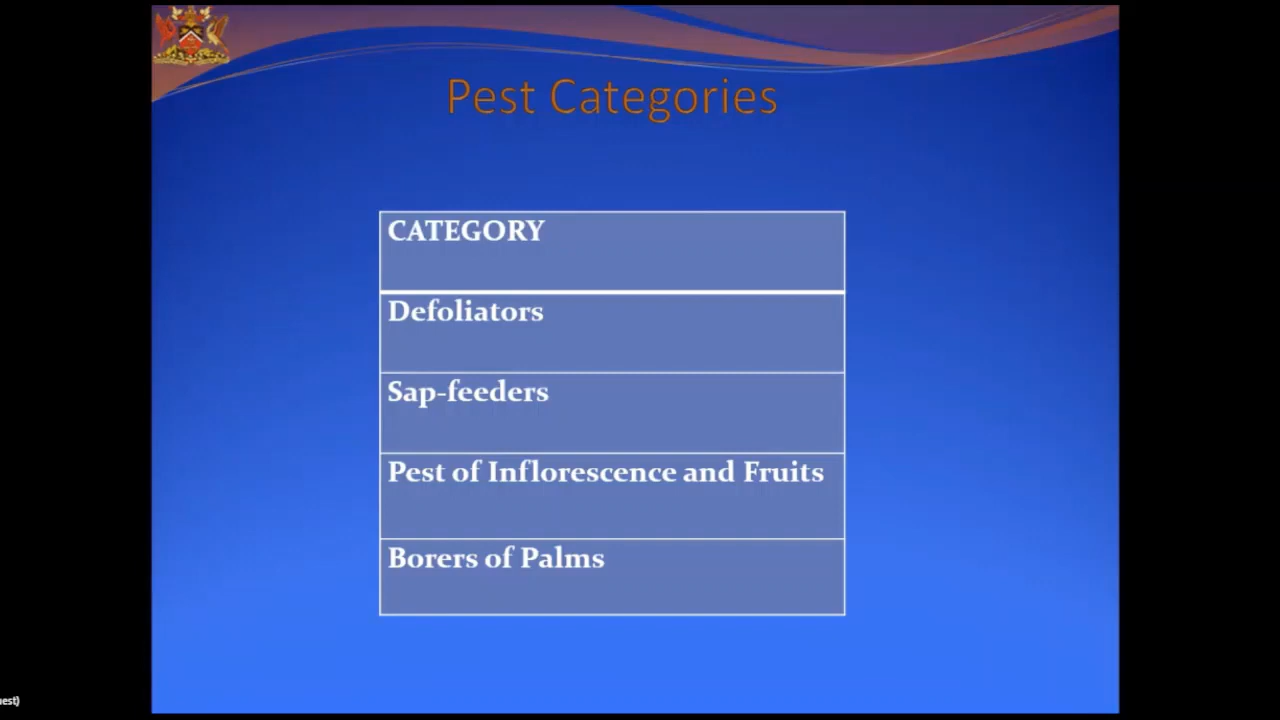 Pest Categories
CATEGORY
Defoliators
Sap-feeders
Pest of Inflorescence and Fruits
Borers of Palms